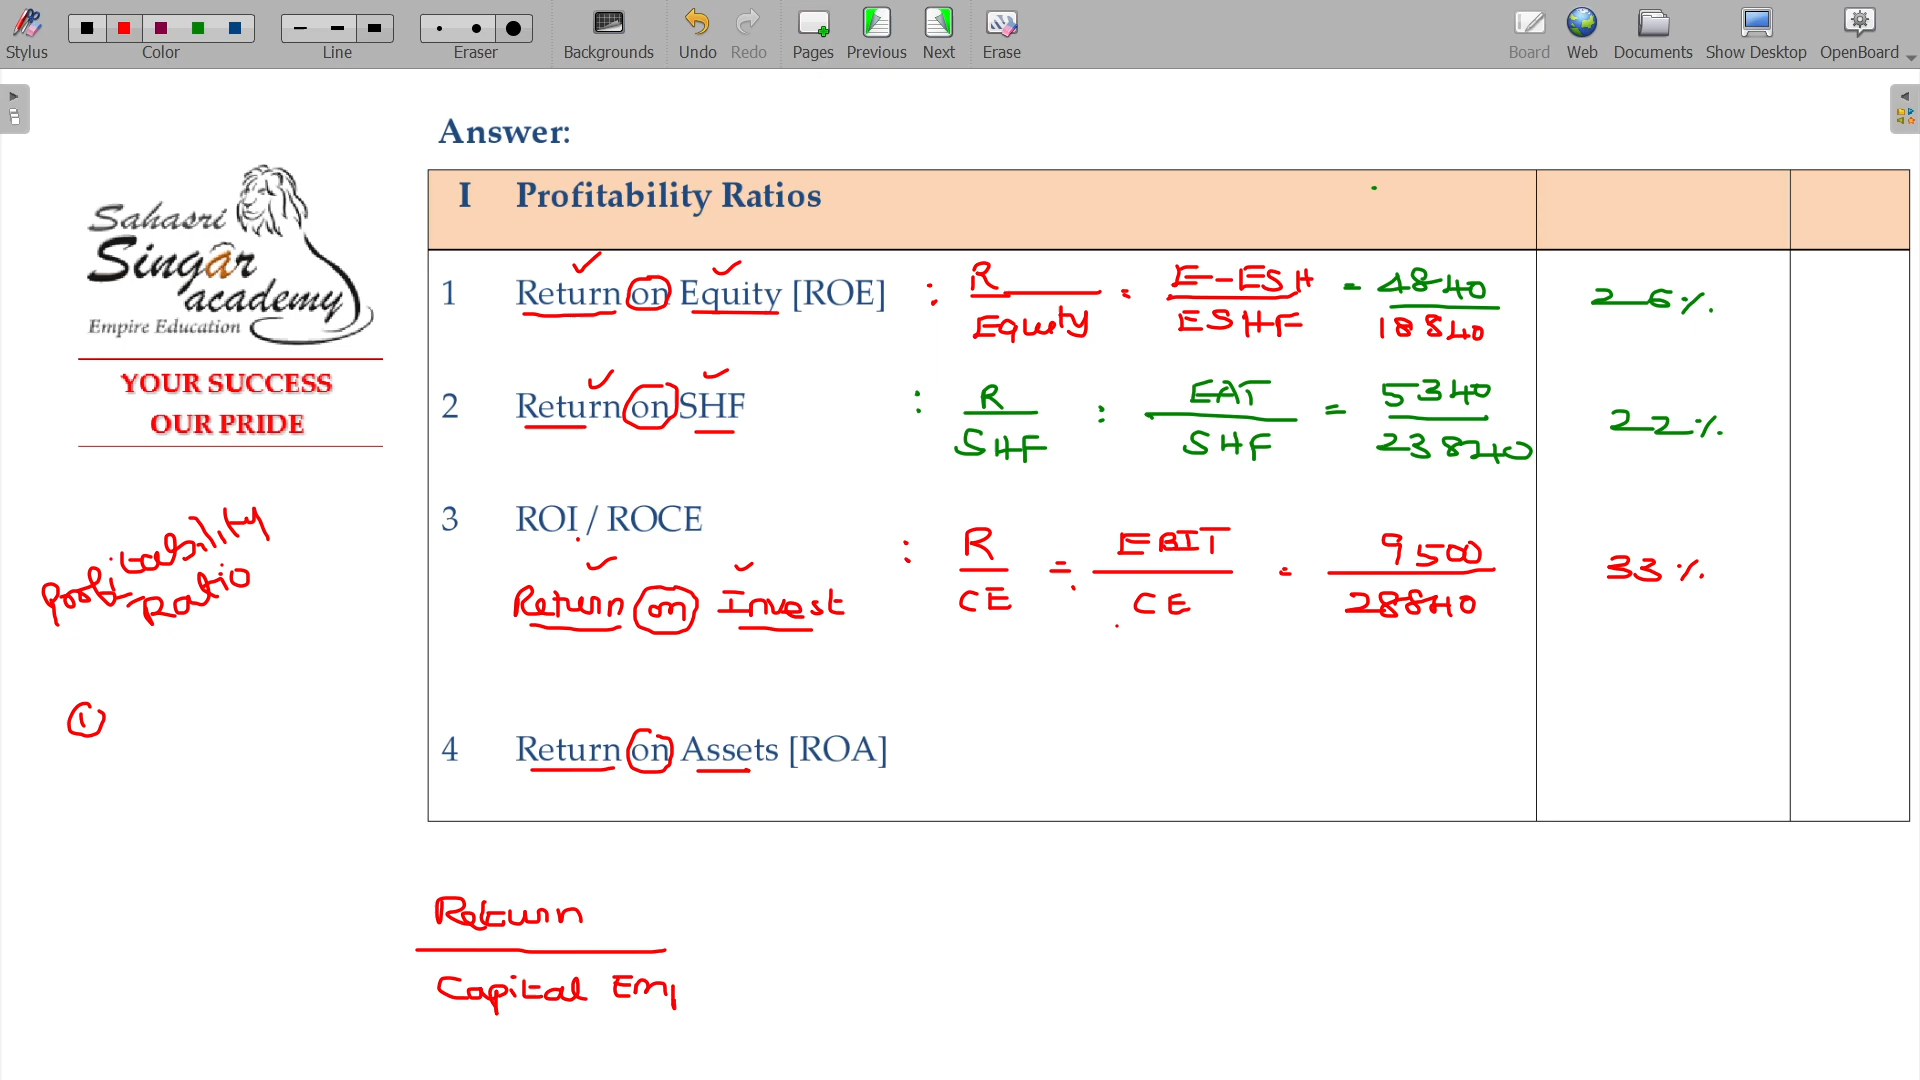 Stylus Color Line Eraser Backgrounds Undo Redo Pages Previous Next Erase Board Web Documents Show Desktop OpenBoard
Answer:
I Profitability Ratios
Sahasri
Singar
academy
Empire Education
YOUR SUCCESS
OUR PRIDE
1 Return on Equity [ROE] : R / Equity = E-ESH / ESHF = 4840 / 18840 26%
2 Return on SHF : R / SHF : EAT / SHF = 5340 / 23840 22%
3 ROI / ROCE : R / CE = EBIT / CE = 9500 / 28840 33%
Return on Invest
Profitability
Ratio
1
4 Return on Assets [ROA]
Return
Capital Emp